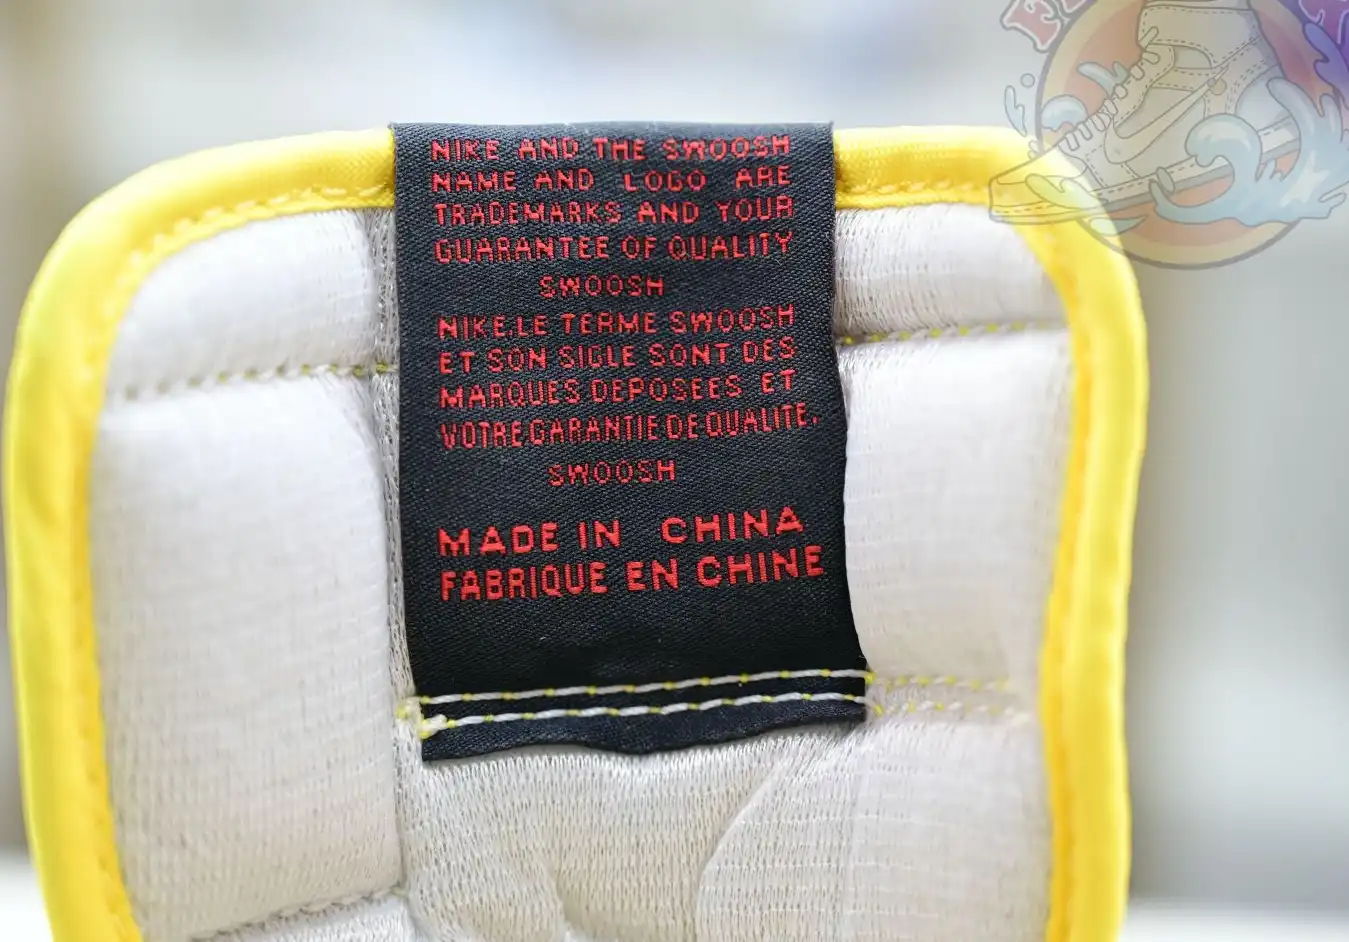 NIKE AND THE SWOOSH
NAME AND LOGO ARE
TRADEMARKS AND YOUR
GUARANTEE OF QUALITY
SWOOSH
NIKE,LE TERME SWOOSH
ET SON SIGLE SONT DES
MARQUES DEPOSEES ET
VOTRE GARANTIE DE QUALITE.
SWOOSH
MADE IN CHINA
FABRIQUE EN CHINE